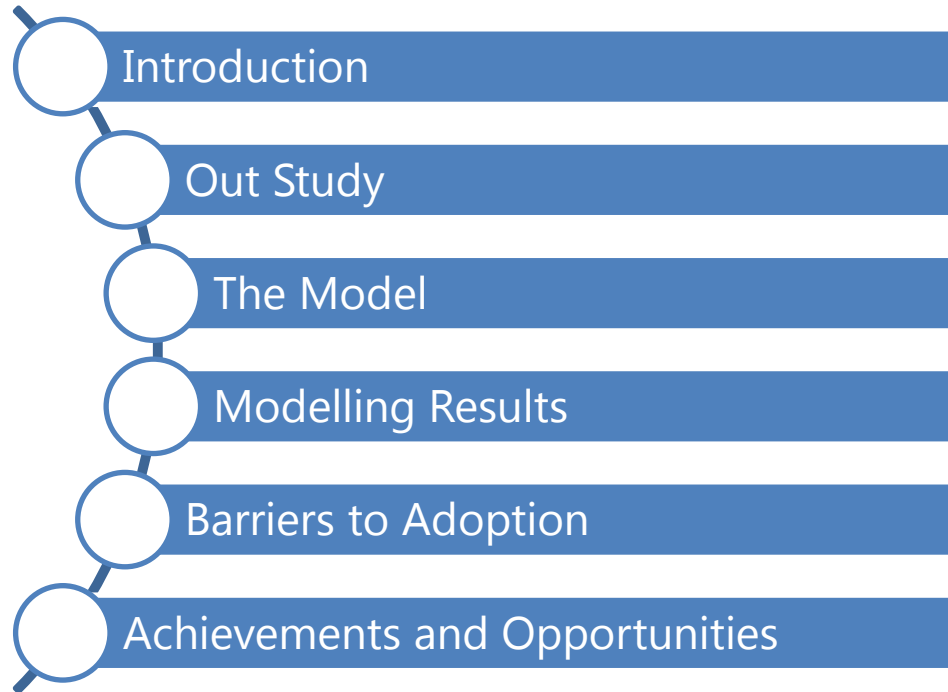 Introduction
Out Study
The Model
Modelling Results
Barriers to Adoption
Achievements and Opportunities